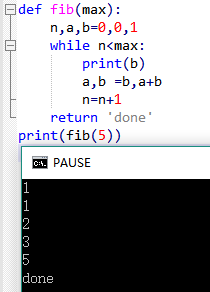 def fib(max):
    n,a,b=0,0,1
    while n<max:
        print(b)
        a,b =b,a+b
        n=n+1
    return 'done'
print(fib(5))
C:\. PAUSE
1
1
2
3
5
done